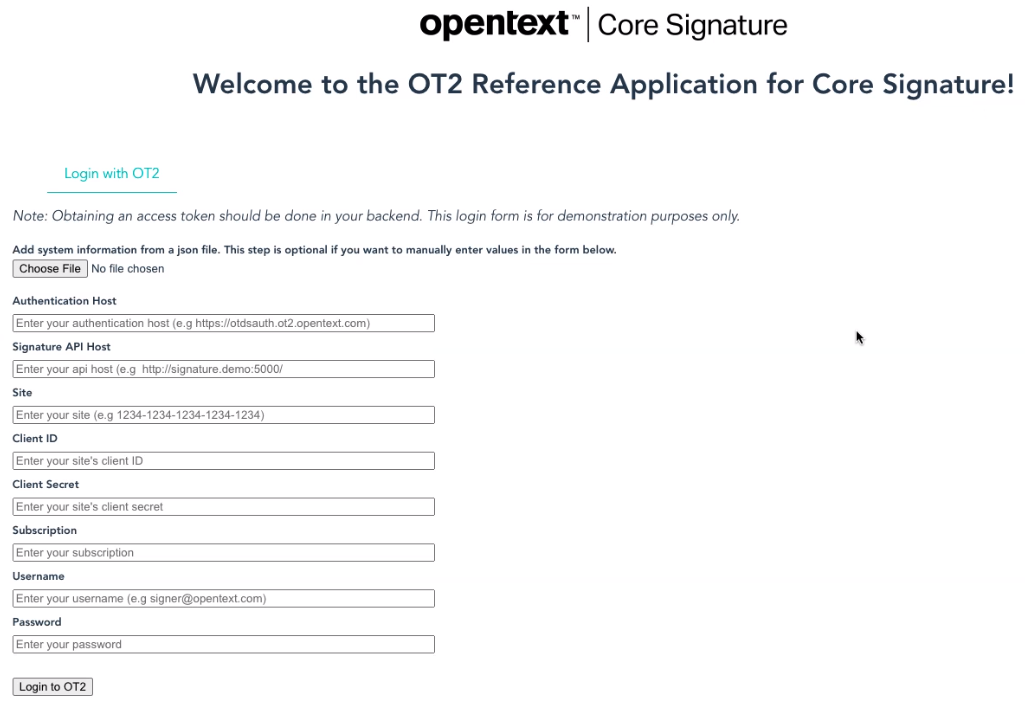 opentext™ | Core Signature
Welcome to the OT2 Reference Application for Core Signature!
Login with OT2
Note: Obtaining an access token should be done in your backend. This login form is for demonstration purposes only.
Add system information from a json file. This step is optional if you want to manually enter values in the form below.
Choose File No file chosen
Authentication Host
Enter your authentication host (e.g https://otdsauth.ot2.opentext.com)
Signature API Host
Enter your api host (e.g  http://signature.demo:5000/
Site
Enter your site (e.g 1234-1234-1234-1234-1234)
Client ID
Enter your site's client ID
Client Secret
Enter your site's client secret
Subscription
Enter your subscription
Username
Enter your username (e.g signer@opentext.com)
Password
Enter your password
Login to OT2